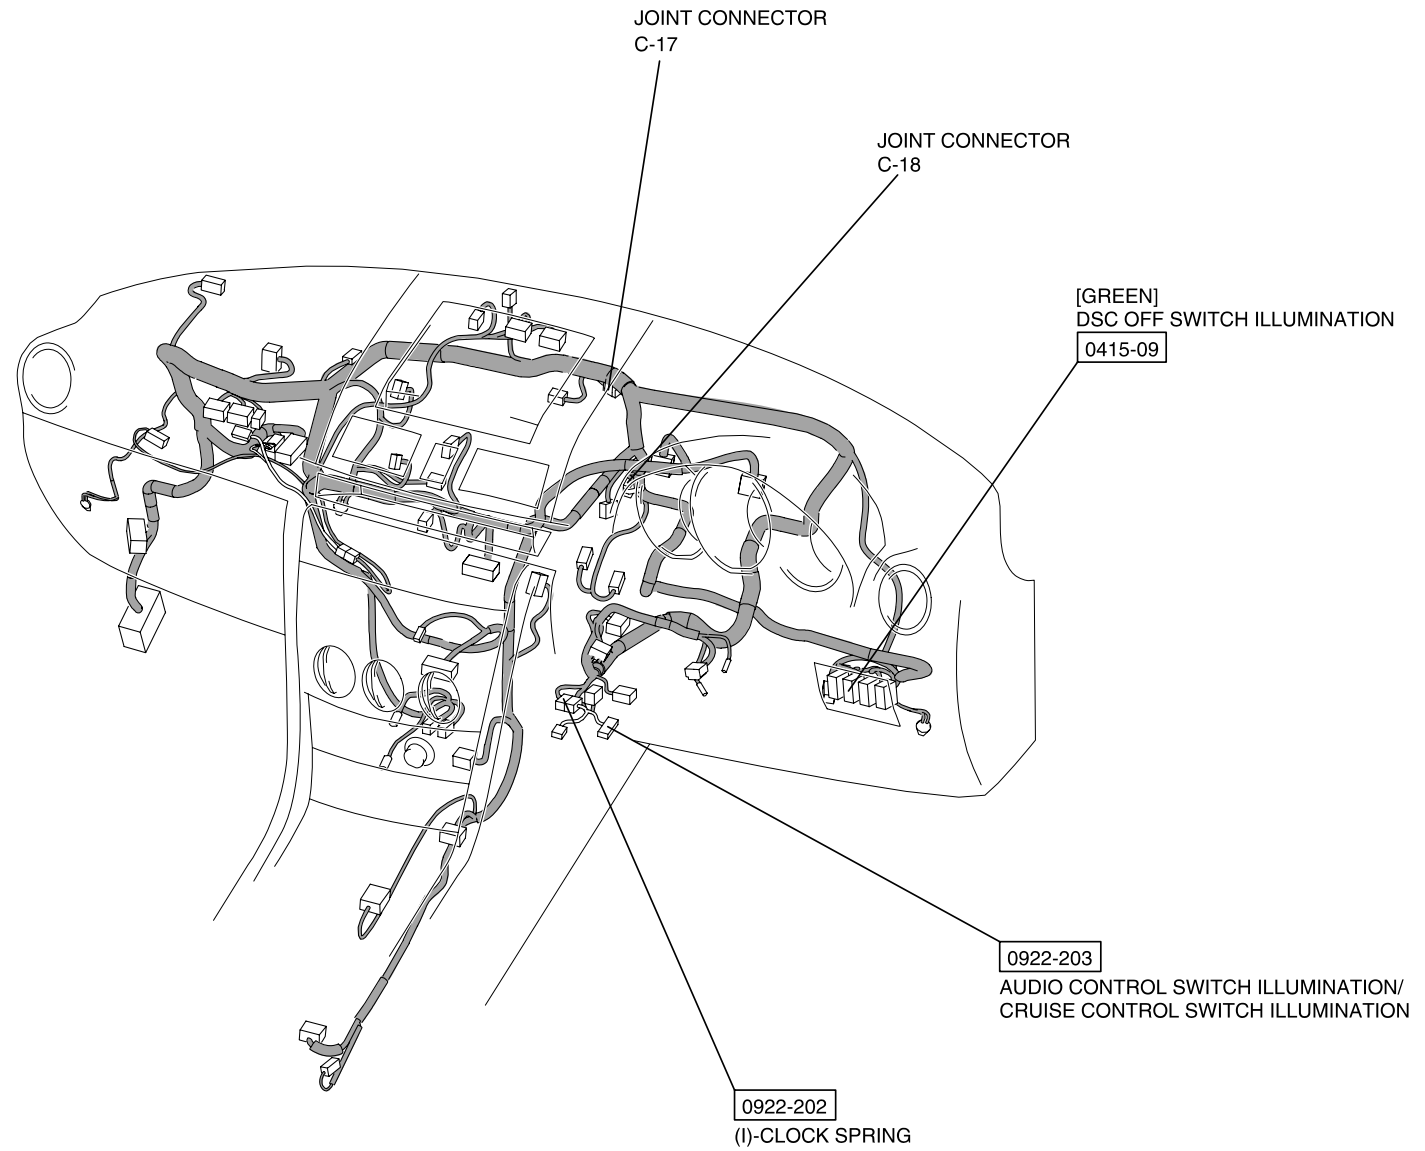 JOINT CONNECTOR
C-17
JOINT CONNECTOR
C-18
[GREEN]
DSC OFF SWITCH ILLUMINATION
0415-09
0922-203
AUDIO CONTROL SWITCH ILLUMINATION/
CRUISE CONTROL SWITCH ILLUMINATION
0922-202
(I)-CLOCK SPRING